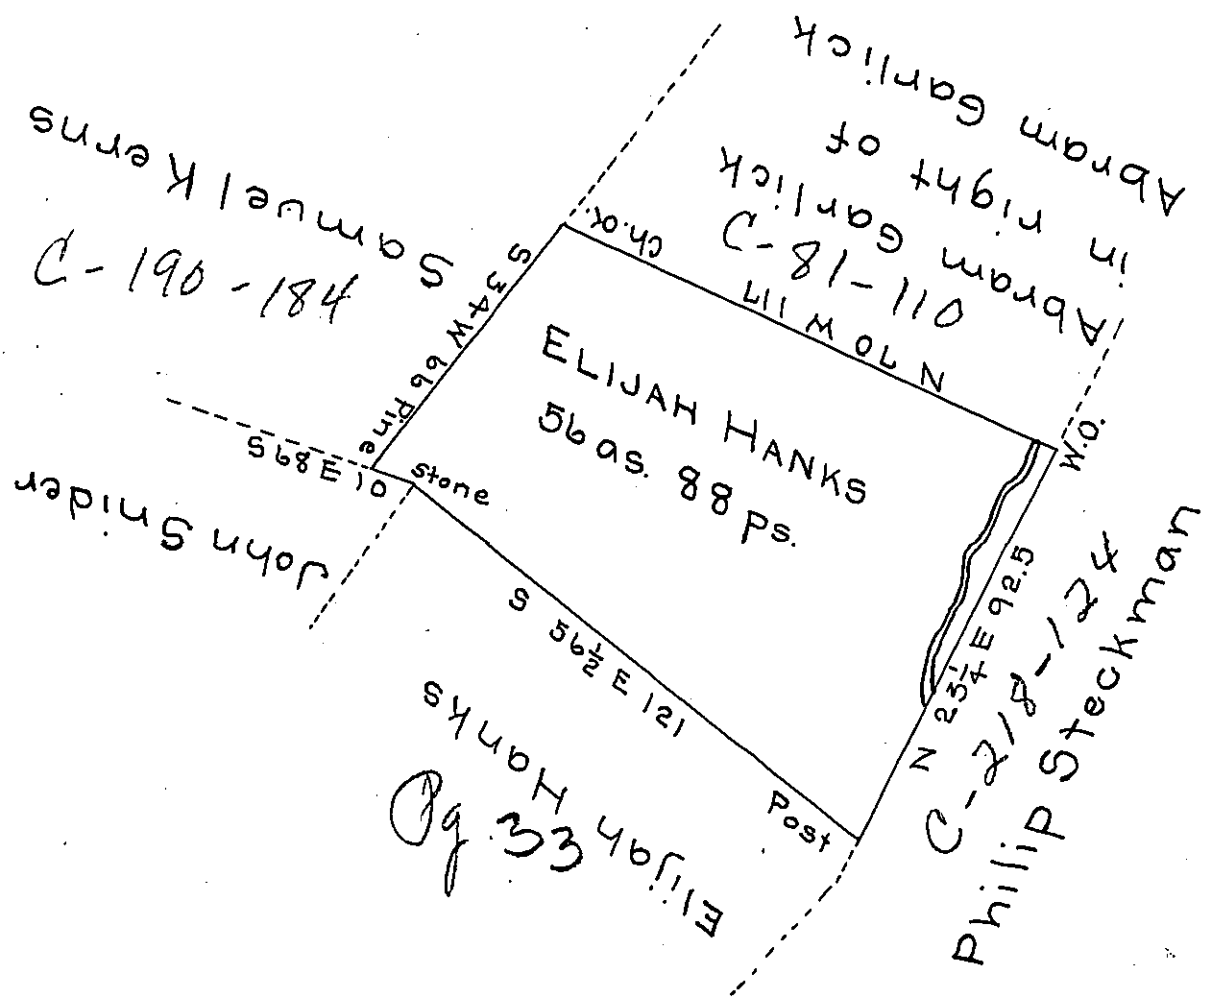 Abram Garlick
in right of
Abram Garlick
C-81-110
Samuel Kerns
C-190-184
Ch.ok.
N 70 W 117
S 34 W 66
Pine
ELIJAH HANKS
56 as. 88 Ps.
W.O.
S 68 E 10
Stone
John Snider
S 56½ E 121
N 23¼ E 92.5
C-218-124
Philip Steckman
Post
Elijah Hanks
Pg. 33